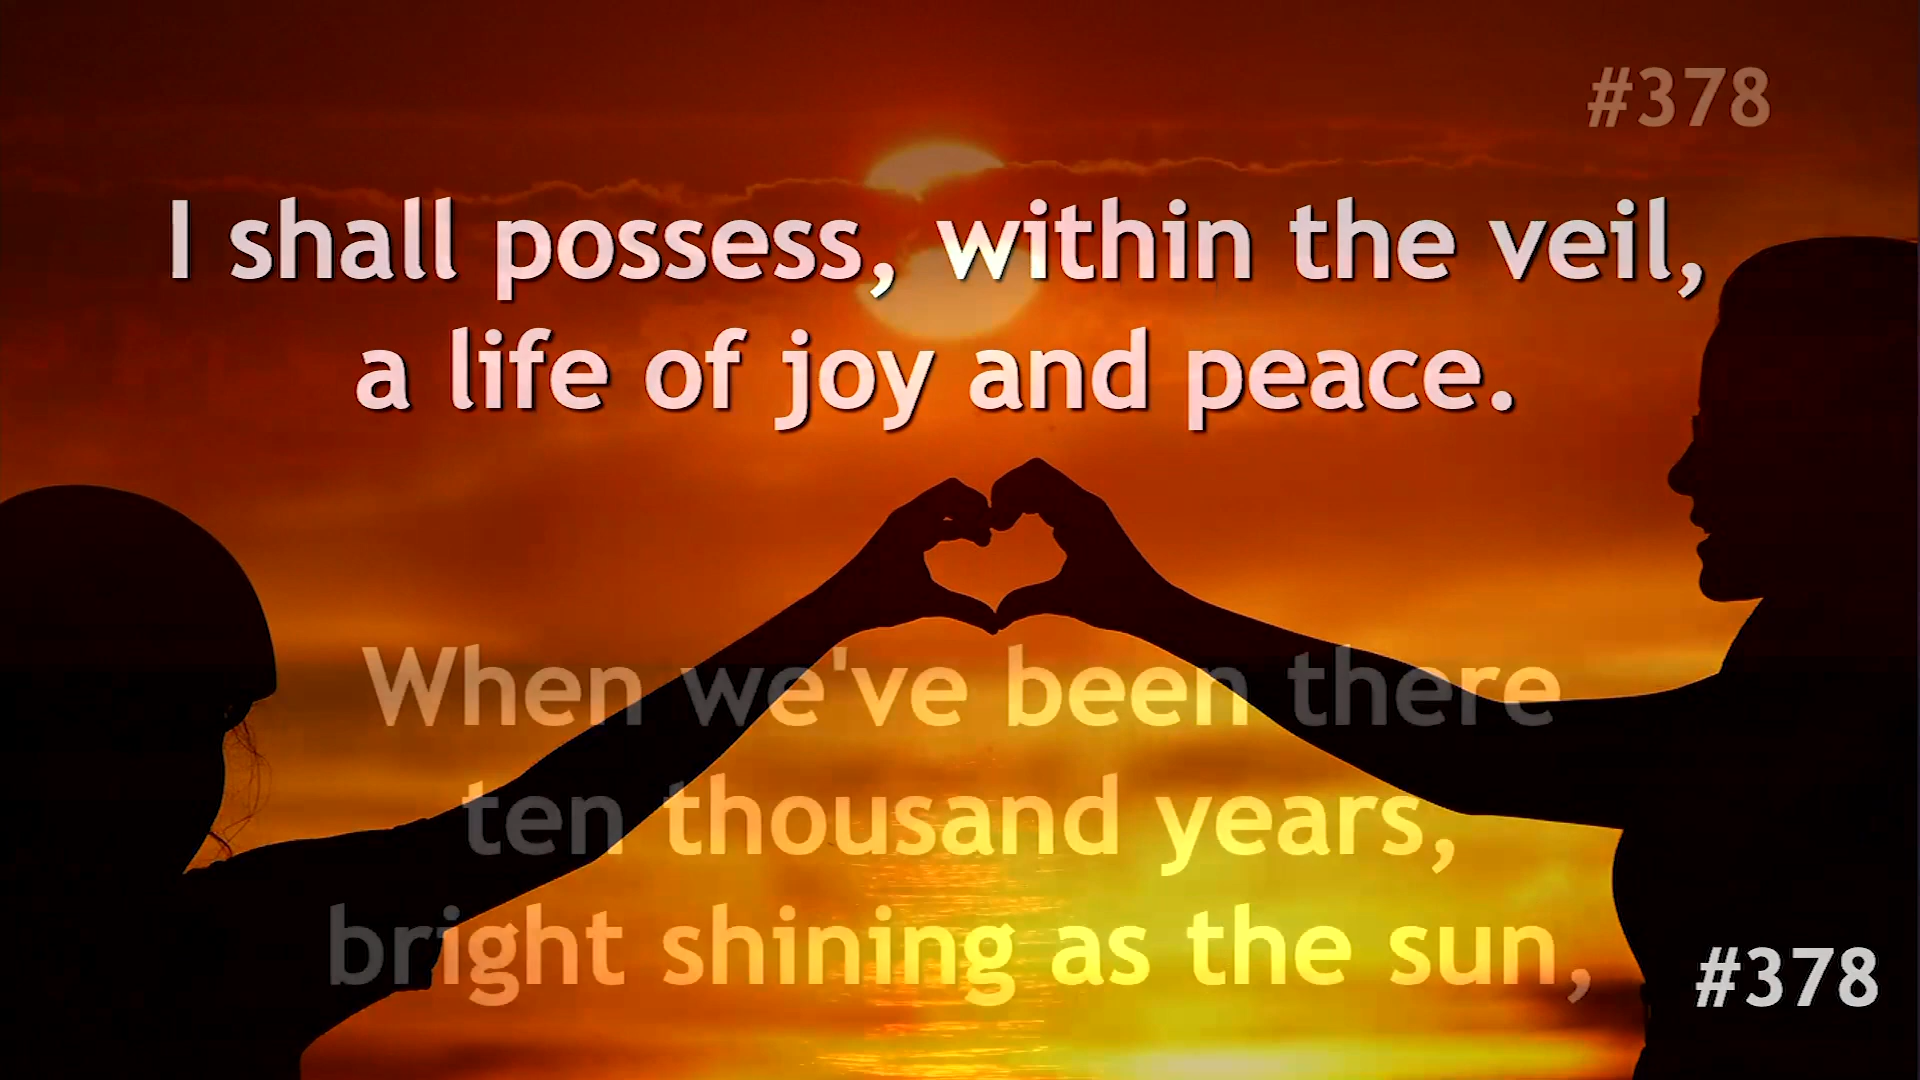 #378
I shall possess, within the veil,
a life of joy and peace.
When we've been there
ten thousand years,
bright shining as the sun,
#378